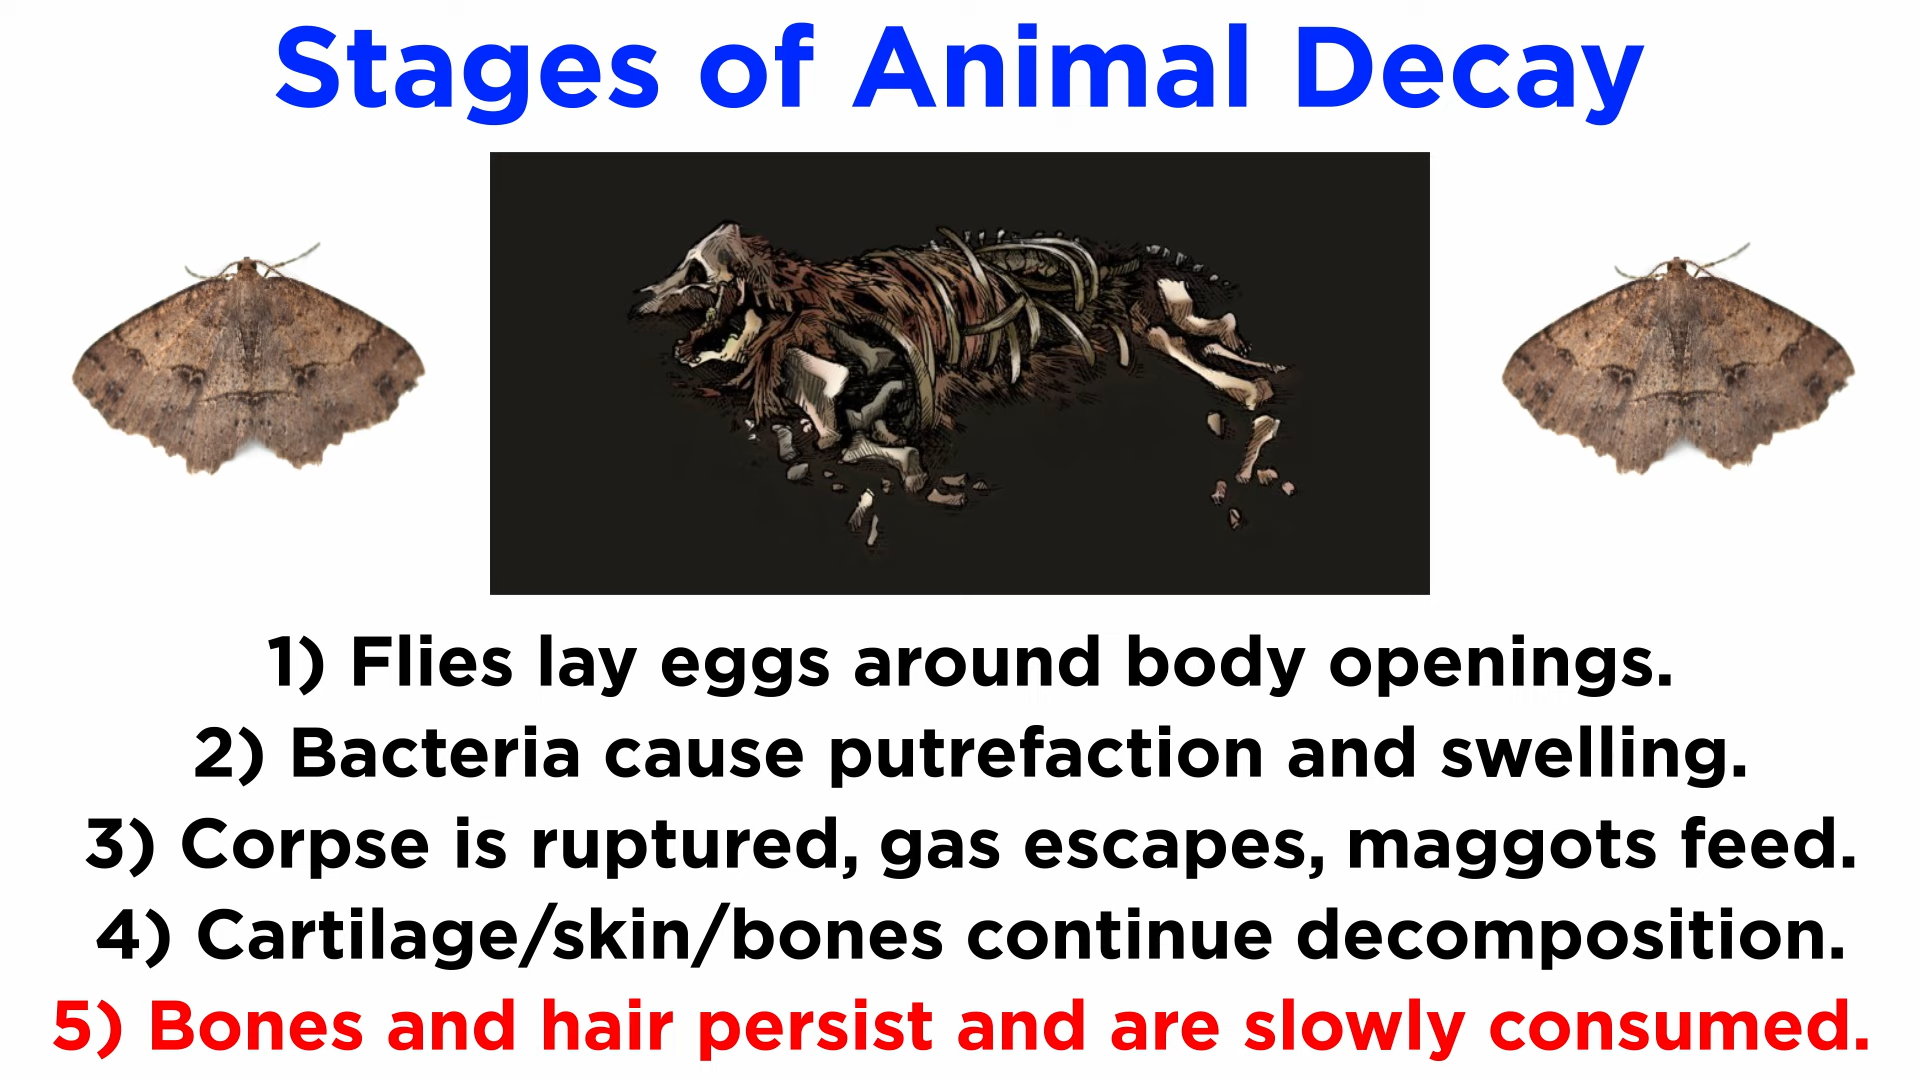 Stages of Animal Decay
1) Flies lay eggs around body openings.
2) Bacteria cause putrefaction and swelling.
3) Corpse is ruptured, gas escapes, maggots feed.
4) Cartilage/skin/bones continue decomposition.
5) Bones and hair persist and are slowly consumed.